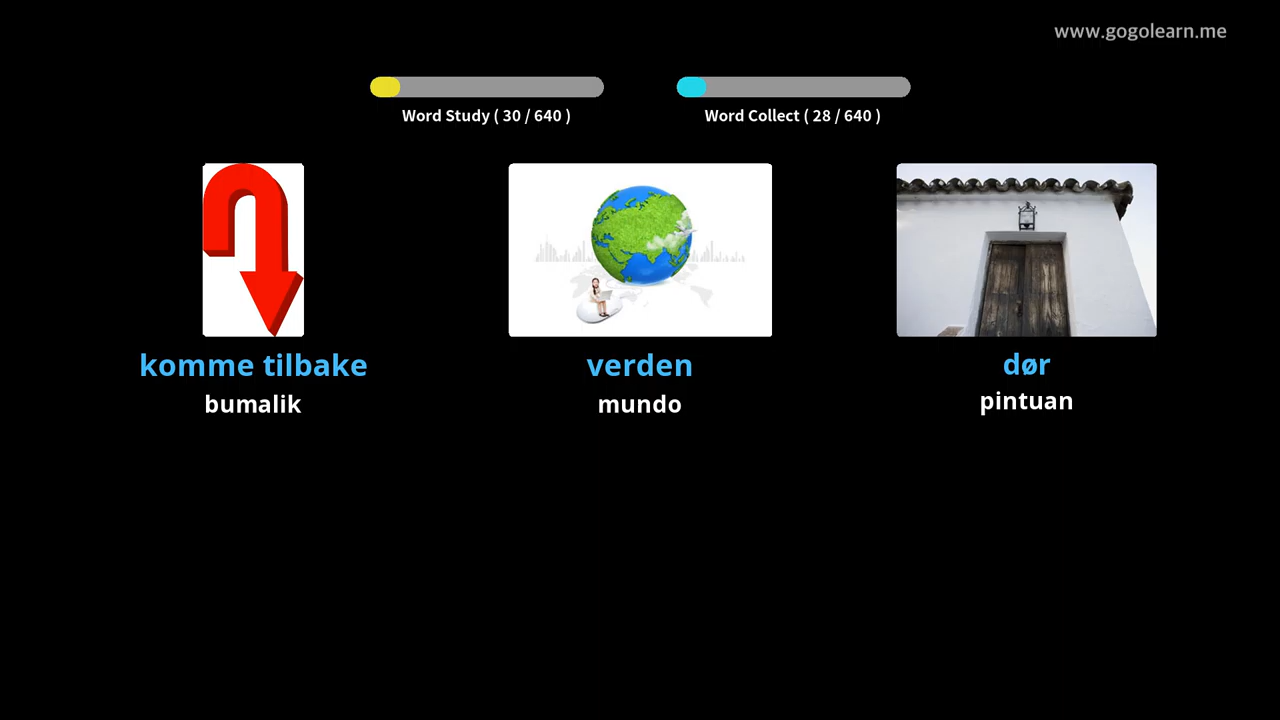 www.gogolearn.me
Word Study ( 30 / 640 )
Word Collect ( 28 / 640 )
komme tilbake
bumalik
verden
mundo
dør
pintuan